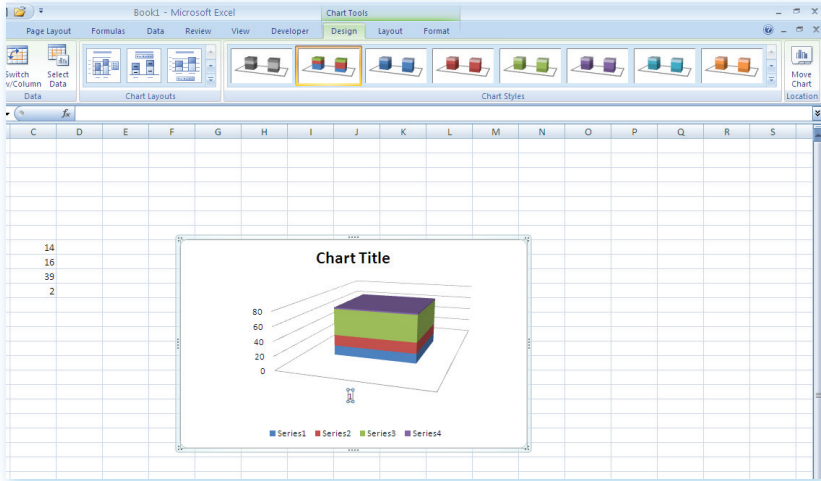 Book1 - Microsoft Excel
Chart Tools
Page Layout Formulas Data Review View Developer Design Layout Format
Switch Select Move
w/Column Data Chart
Data Chart Layouts Chart Styles Location
fx
C D E F G H I J K L M N O P Q R S
14
16
39
2
Chart Title
80
60
40
20
0
1
Series1 Series2 Series3 Series4